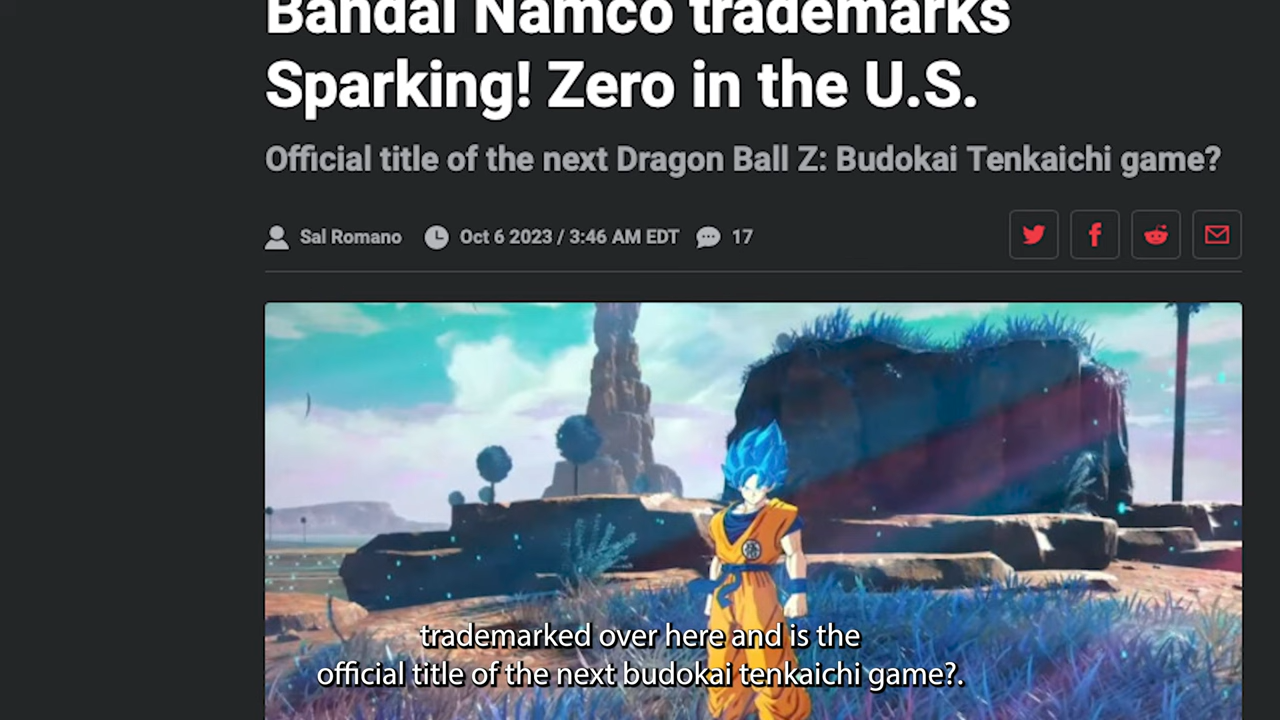 Bandai Namco trademarks
Sparking! Zero in the U.S.
Official title of the next Dragon Ball Z: Budokai Tenkaichi game?
Sal Romano Oct 6 2023 / 3:46 AM EDT 17
trademarked over here and is the
official title of the next budokai tenkaichi game?.